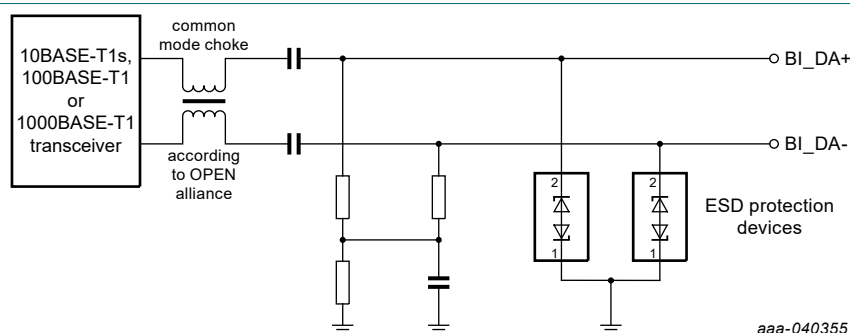 10BASE-T1s,
100BASE-T1
or
1000BASE-T1
transceiver
common
mode choke
according
to OPEN
alliance
BI_DA+
BI_DA-
2
1
2
1
ESD protection
devices
aaa-040355